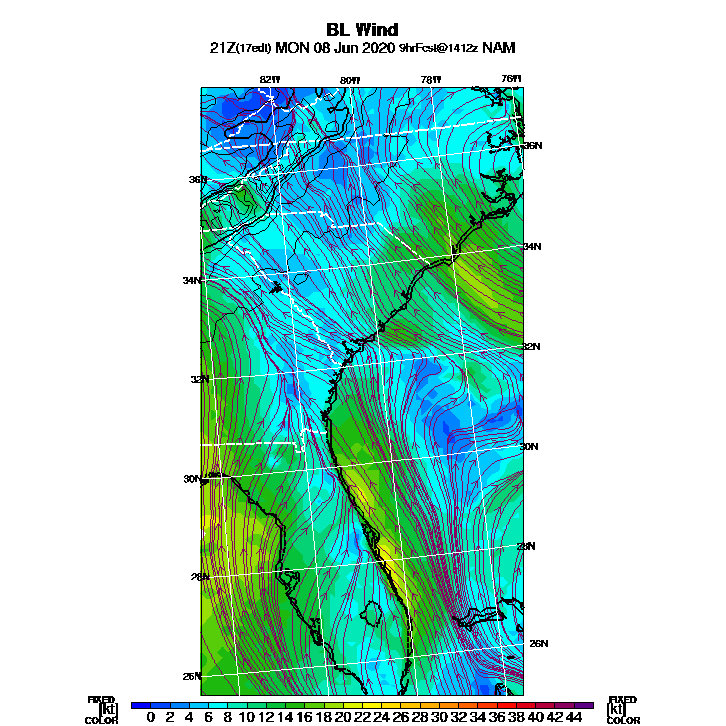 BL Wind
21Z(17edt) MON 08 Jun 2020 9hrFcst@1412z NAM
82W 80W 78W 76W
36N
36N
34N
34N
32N
32N
30N
30N
28N
28N
26N
26N
FIXED FIXED
[kt] 0 2 4 6 8 10 12 14 16 18 20 22 24 26 28 30 32 34 36 38 40 42 44 [kt]
COLOR COLOR